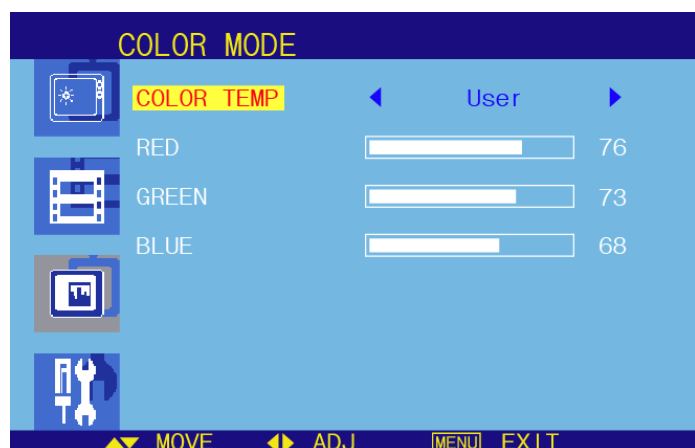 COLOR MODE
COLOR TEMP User
RED 76
GREEN 73
BLUE 68
MOVE ADJ MENU EXIT